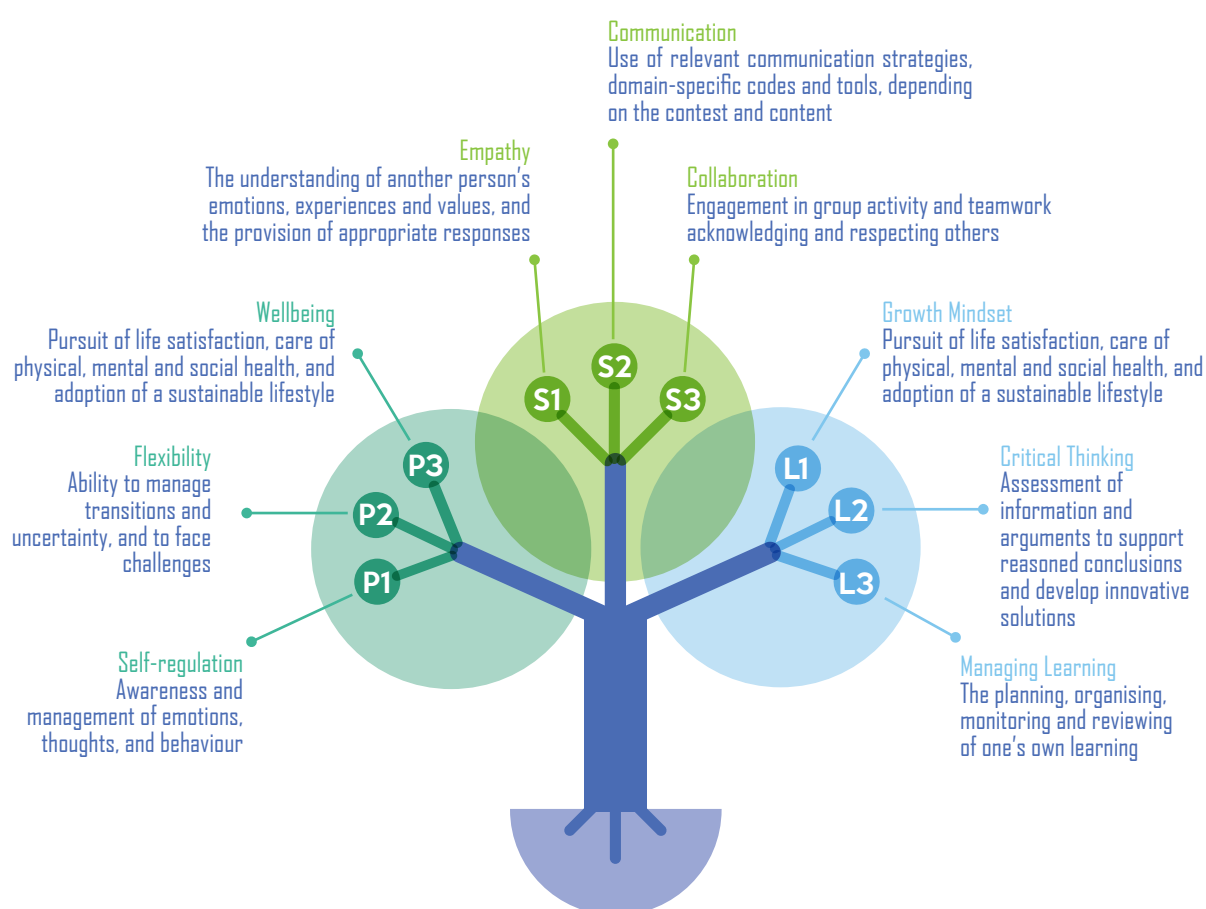 Communication
Use of relevant communication strategies,
domain-specific codes and tools, depending
on the contest and content
Empathy
The understanding of another person's
emotions, experiences and values, and
the provision of appropriate responses
Collaboration
Engagement in group activity and teamwork
acknowledging and respecting others
Wellbeing
Pursuit of life satisfaction, care of
physical, mental and social health, and
adoption of a sustainable lifestyle
Growth Mindset
Pursuit of life satisfaction, care of
physical, mental and social health, and
adoption of a sustainable lifestyle
S1
S2
S3
Flexibility
Ability to manage
transitions and
uncertainty, and to face
challenges
P3
P2
P1
L1
L2
L3
Critical Thinking
Assessment of
information and
arguments to support
reasoned conclusions
and develop innovative
solutions
Self-regulation
Awareness and
management of emotions,
thoughts, and behaviour
Managing Learning
The planning, organising,
monitoring and reviewing
of one's own learning